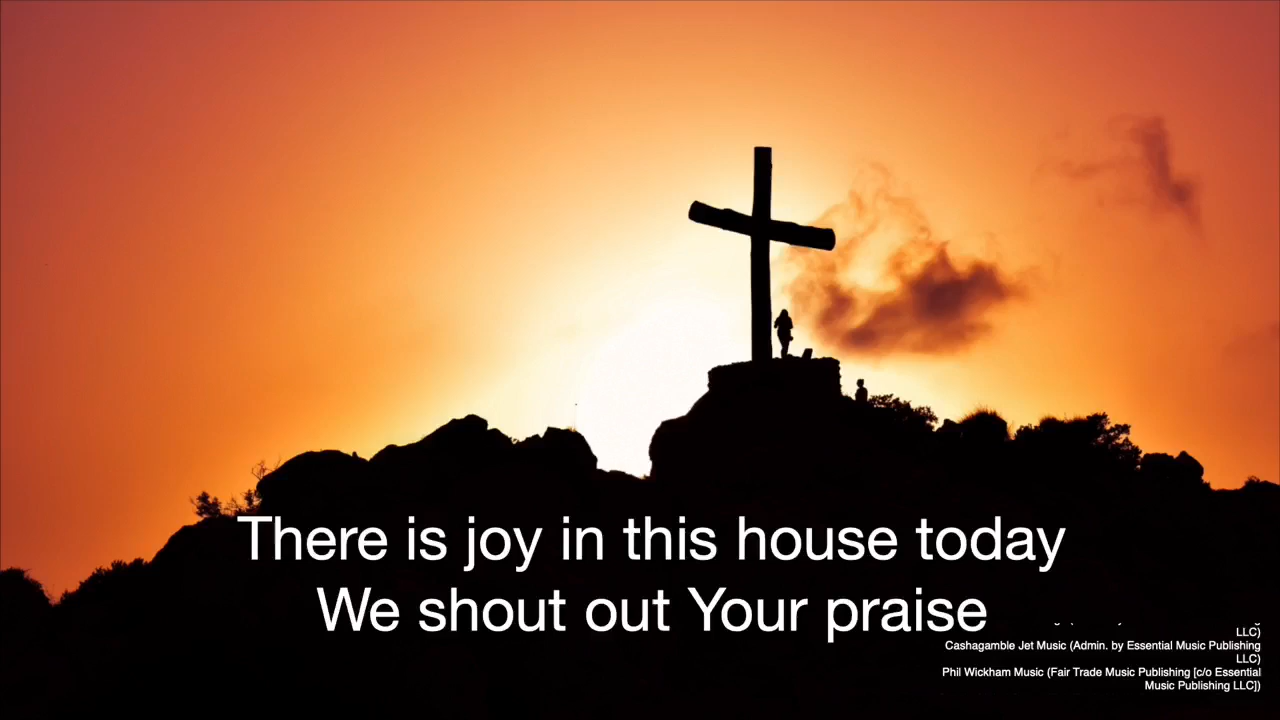 There is joy in this house today
We shout out Your praise
LLC)
Cashagamble Jet Music (Admin. by Essential Music Publishing
LLC)
Phil Wickham Music (Fair Trade Music Publishing [c/o Essential
Music Publishing LLC])